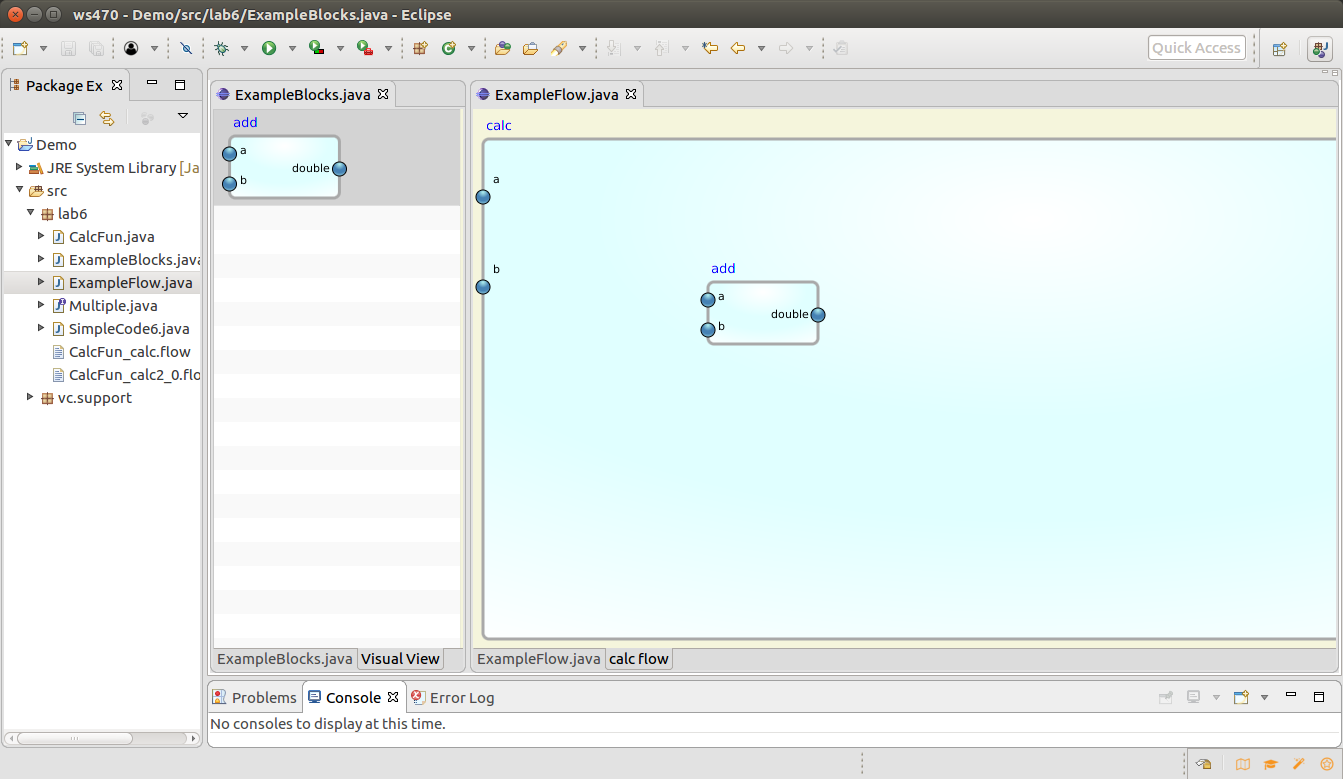 ws470 - Demo/src/lab6/ExampleBlocks.java - Eclipse
Quick Access
Package Ex
Demo
JRE System Library [Ja
src
lab6
CalcFun.java
ExampleBlocks.java
ExampleFlow.java
Multiple.java
SimpleCode6.java
CalcFun_calc.flow
CalcFun_calc2_0.flo
vc.support
ExampleBlocks.java
add
a
double
b
ExampleBlocks.java Visual View
ExampleFlow.java
calc
a
b
add
a
double
b
ExampleFlow.java calc flow
Problems Console Error Log
No consoles to display at this time.